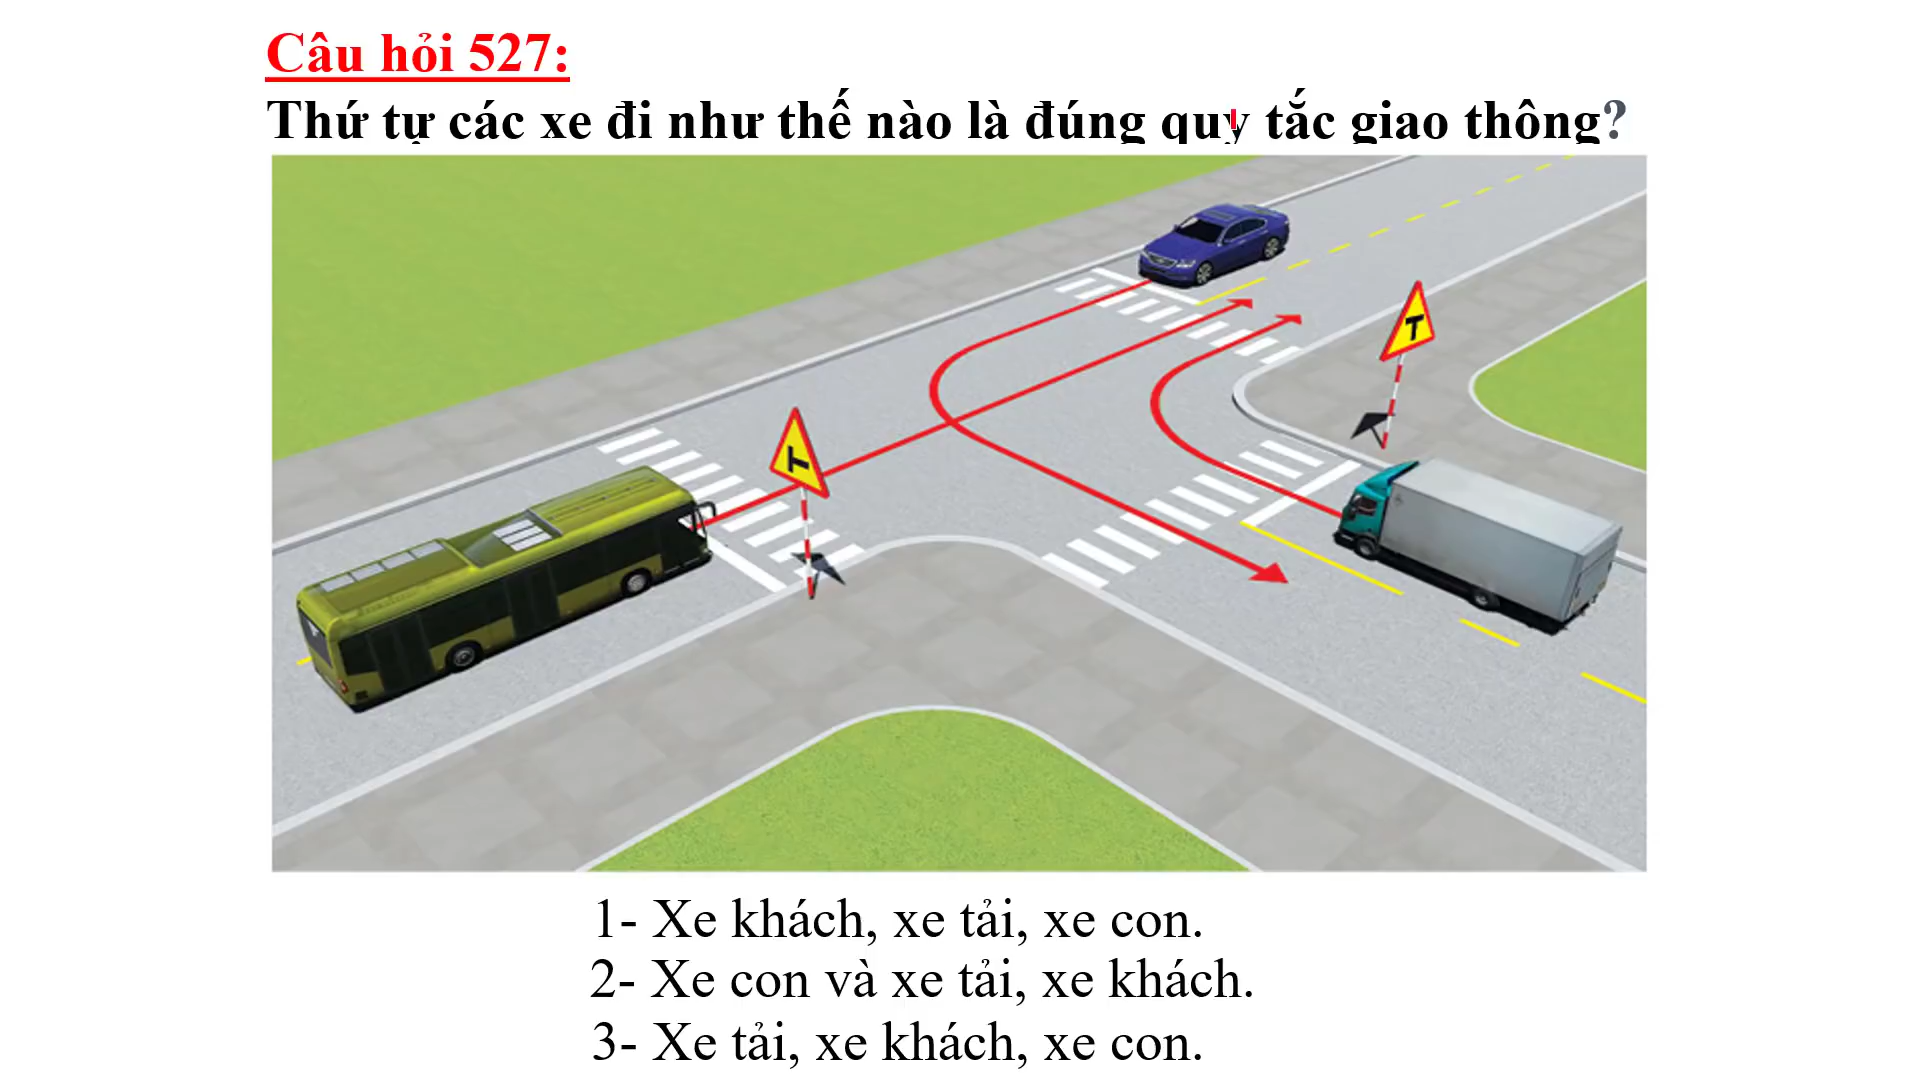 Câu hỏi 527:
Thứ tự các xe đi như thế nào là đúng quy tắc giao thông?
1- Xe khách, xe tải, xe con.
2- Xe con và xe tải, xe khách.
3- Xe tải, xe khách, xe con.